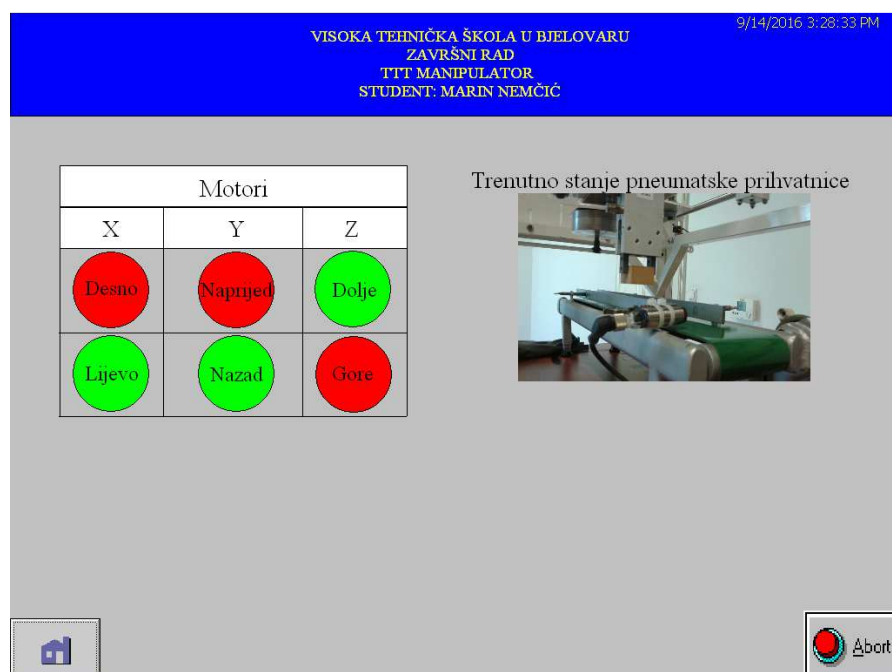 VISOKA TEHNIČKA ŠKOLA U BJELOVARU
9/14/2016 3:28:33 PM
ZAVRŠNI RAD
TTT MANIPULATOR
STUDENT: MARIN NEMČIĆ
Motori
Trenutno stanje pneumatske prihvatnice
X Y Z
Desno Naprijed Dolje
Lijevo Nazad Gore
Abort